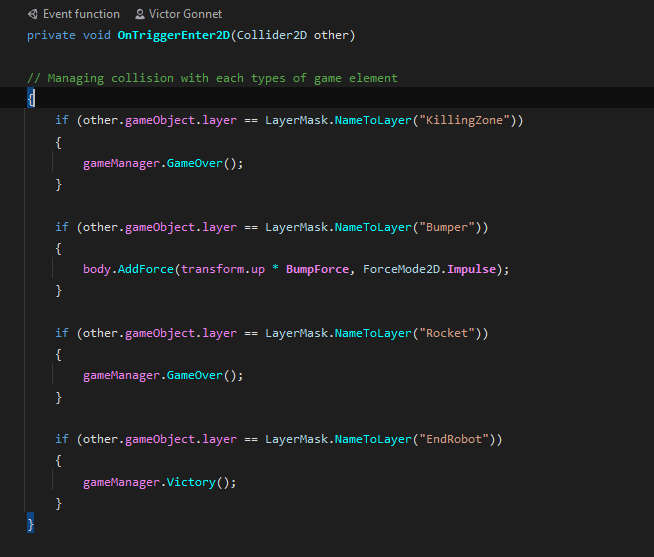 Event function Victor Gonnet
private void OnTriggerEnter2D(Collider2D other)
// Managing collision with each types of game element
{
if (other.gameObject.layer == LayerMask.NameToLayer("KillingZone"))
{
gameManager.GameOver();
}
if (other.gameObject.layer == LayerMask.NameToLayer("Bumper"))
{
body.AddForce(transform.up * BumpForce, ForceMode2D.Impulse);
}
if (other.gameObject.layer == LayerMask.NameToLayer("Rocket"))
{
gameManager.GameOver();
}
if (other.gameObject.layer == LayerMask.NameToLayer("EndRobot"))
{
gameManager.Victory();
}
}